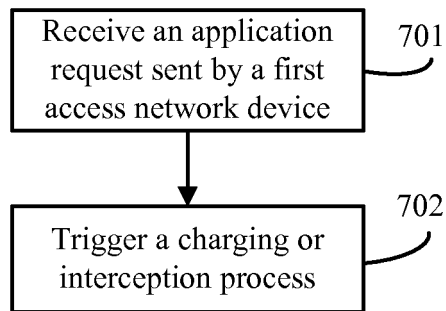 Receive an application
request sent by a first
access network device
701
Trigger a charging or
interception process
702